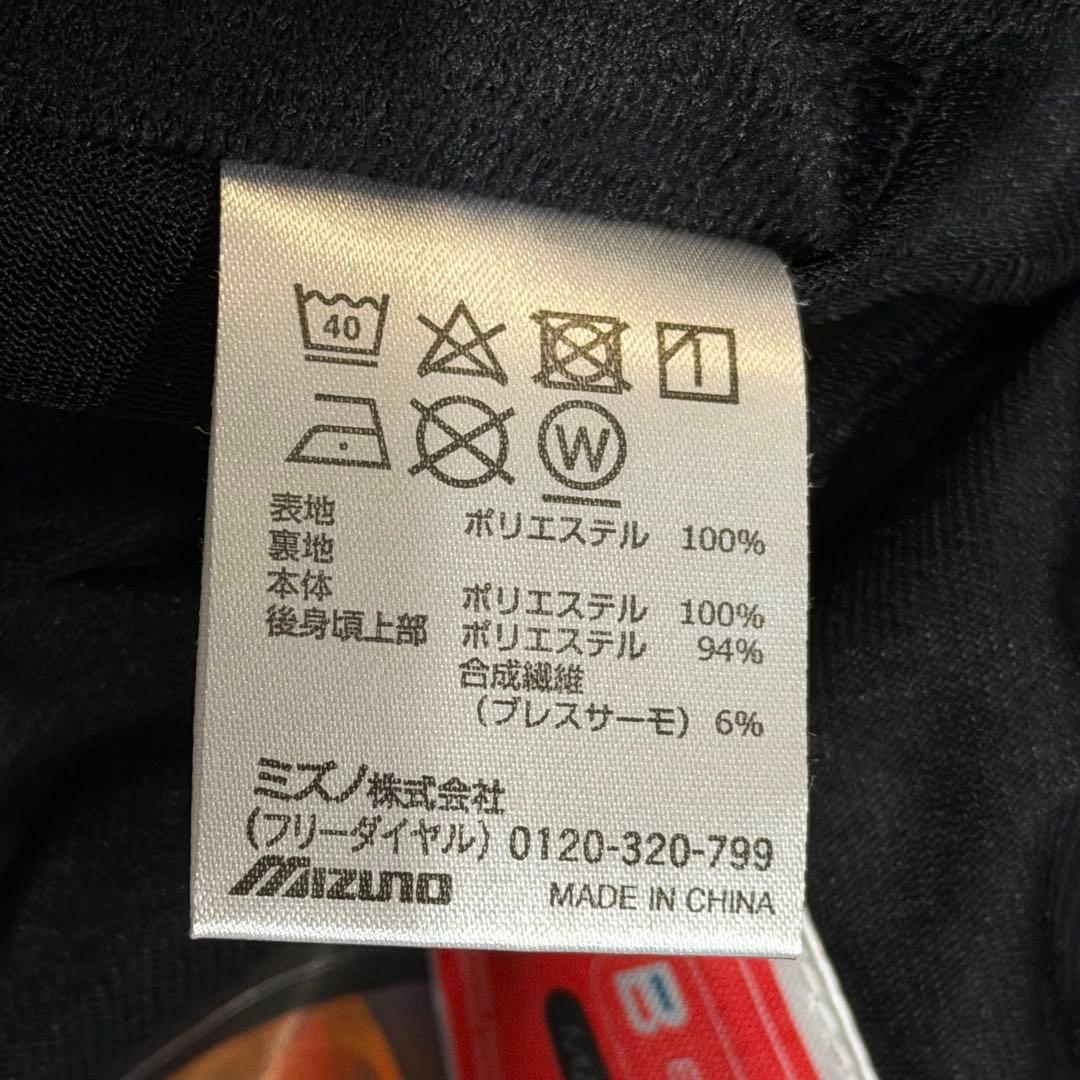 40
W
表地 ポリエステル 100%
裏地
本体 ポリエステル 100%
後身頃上部 ポリエステル 94%
合成繊維
(ブレスサーモ) 6%
ミズノ株式会社
(フリーダイヤル) 0120-320-799
MIZUNO
MADE IN CHINA
B